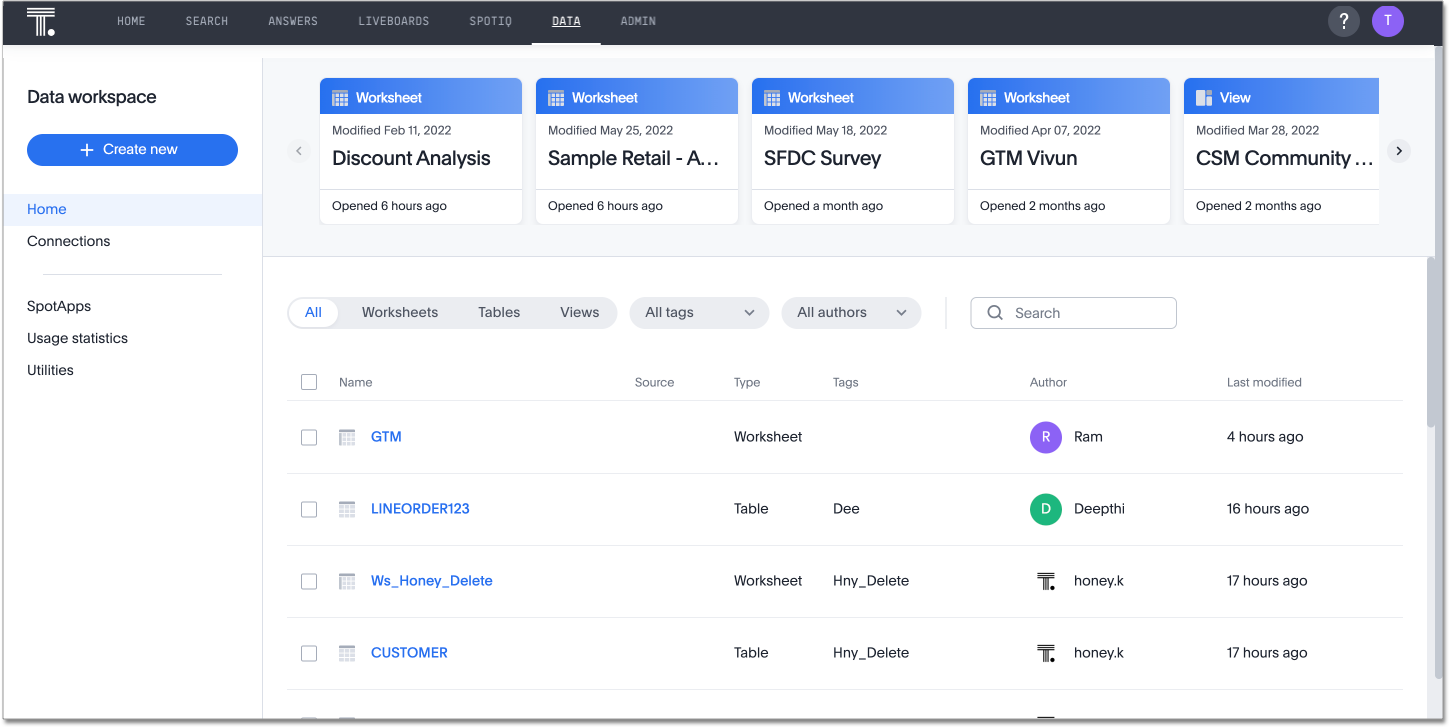 HOME SEARCH ANSWERS LIVEBOARDS SPOTIQ DATA ADMIN ? T
Data workspace
+ Create new
Home
Connections
SpotApps
Usage statistics
Utilities
Worksheet
Modified Feb 11, 2022
Discount Analysis
Opened 6 hours ago
Worksheet
Modified May 25, 2022
Sample Retail - A...
Opened 6 hours ago
Worksheet
Modified May 18, 2022
SFDC Survey
Opened a month ago
Worksheet
Modified Apr 07, 2022
GTM Vivun
Opened 2 months ago
View
Modified Mar 28, 2022
CSM Community ...
Opened 2 months ago
All Worksheets Tables Views All tags All authors Search
Name Source Type Tags Author Last modified
GTM Worksheet R Ram 4 hours ago
LINEORDER123 Table Dee D Deepthi 16 hours ago
Ws_Honey_Delete Worksheet Hny_Delete honey.k 17 hours ago
CUSTOMER Table Hny_Delete honey.k 17 hours ago